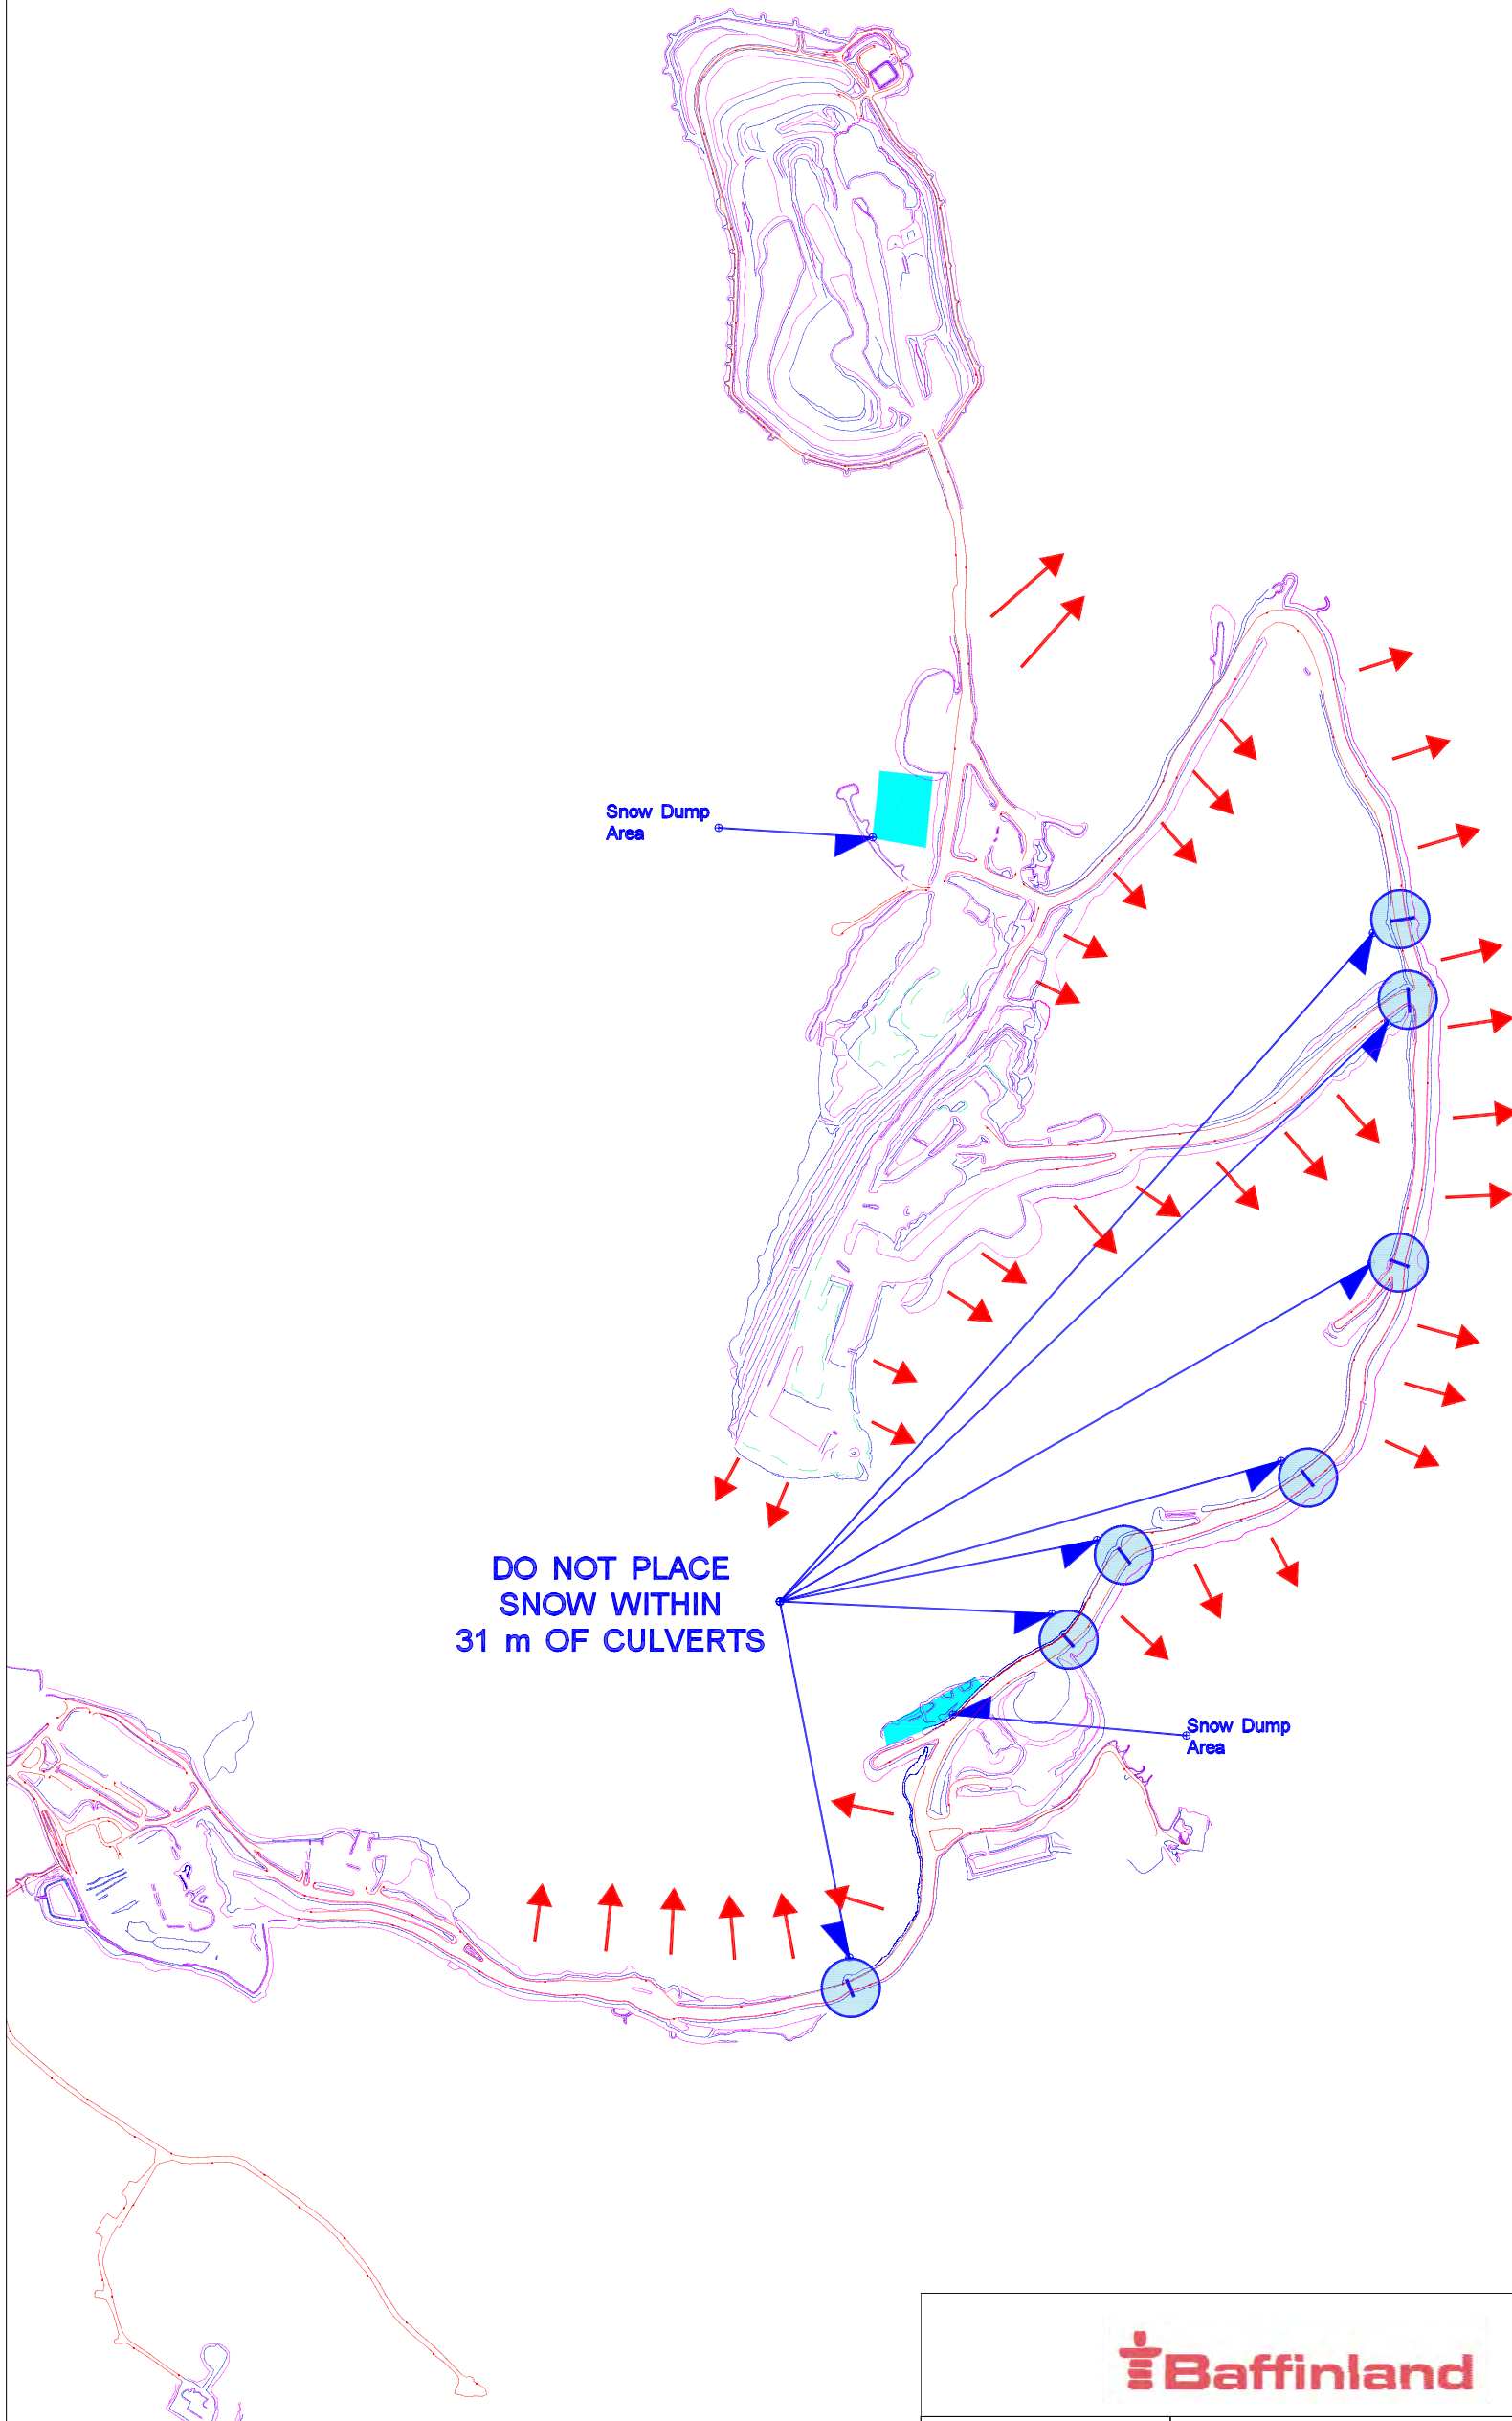 Snow Dump
Area
DO NOT PLACE
SNOW WITHIN
31 m OF CULVERTS
Snow Dump
Area
Baffinland